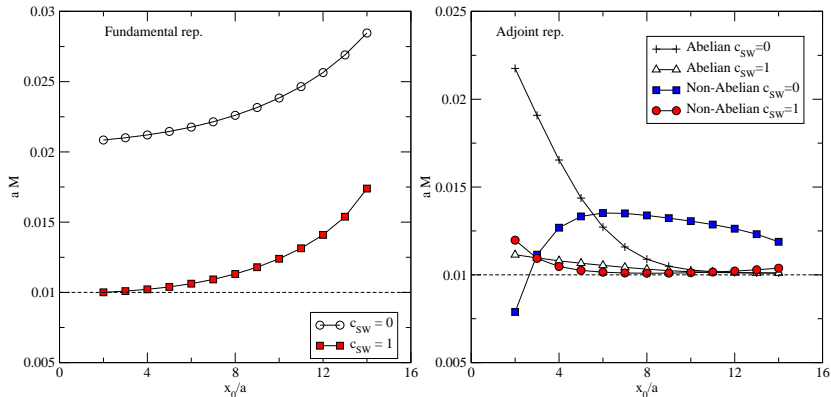 Fundamental rep.
0.03
0.025
0.02
0.015
0.01
0.005
a M
0 4 8 12 16
x_0/a
c_SW = 0
c_SW = 1
Adjoint rep.
Abelian c_SW=0
Abelian c_SW=1
Non-Abelian c_SW=0
Non-Abelian c_SW=1
0.025
0.02
0.015
0.01
0.005
a M
0 4 8 12 16
x_0/a